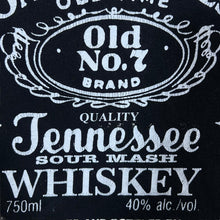 Old
No.7
BRAND
QUALITY
Tennessee
SOUR MASH
WHISKEY
750ml 40% alc./vol.